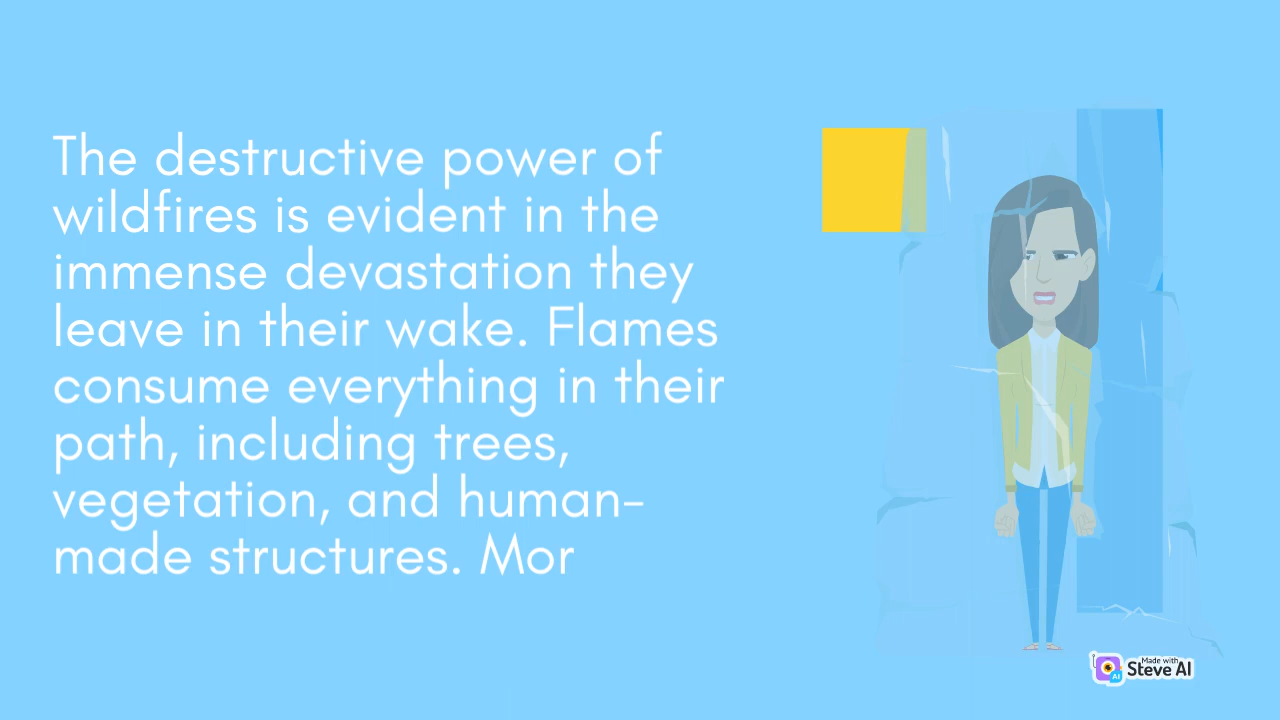 The destructive power of
wildfires is evident in the
immense devastation they
leave in their wake. Flames
consume everything in their
path, including trees,
vegetation, and human-
made structures. Mor
Made with
Steve AI
AI